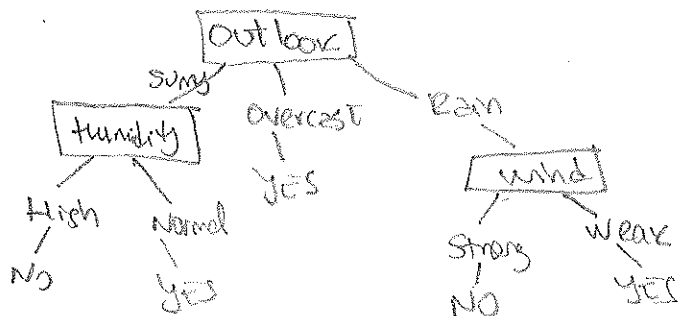 Outlook
Sunny
Overcast
Rain
Humidity
Wind
YES
High
Normal
Strong
Weak
No
YES
NO
YES